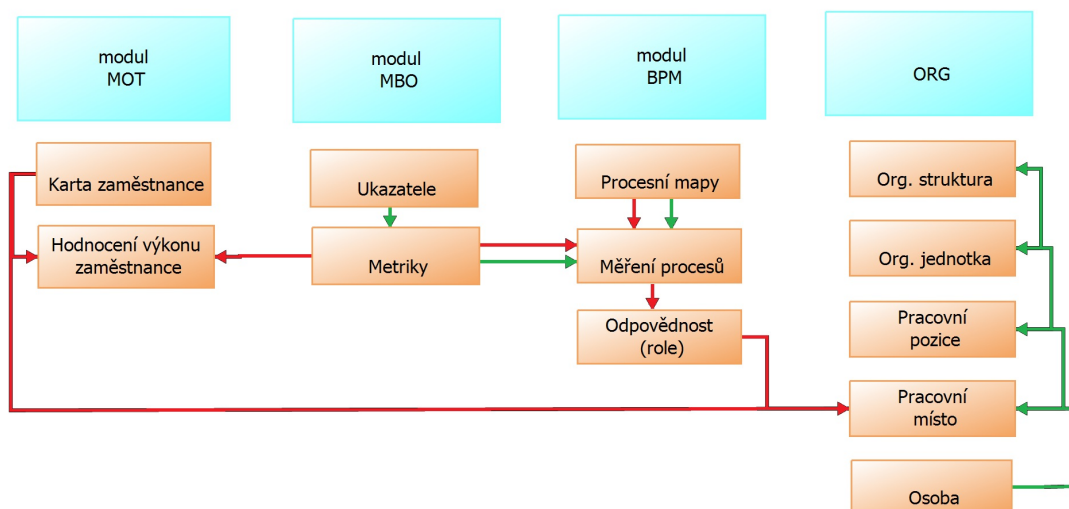 modul
MOT
modul
MBO
modul
BPM
ORG
Karta zaměstnance
Ukazatele
Procesní mapy
Org. struktura
Hodnocení výkonu
zaměstnance
Metriky
Měření procesů
Org. jednotka
Odpovědnost
(role)
Pracovní
pozice
Pracovní
místo
Osoba